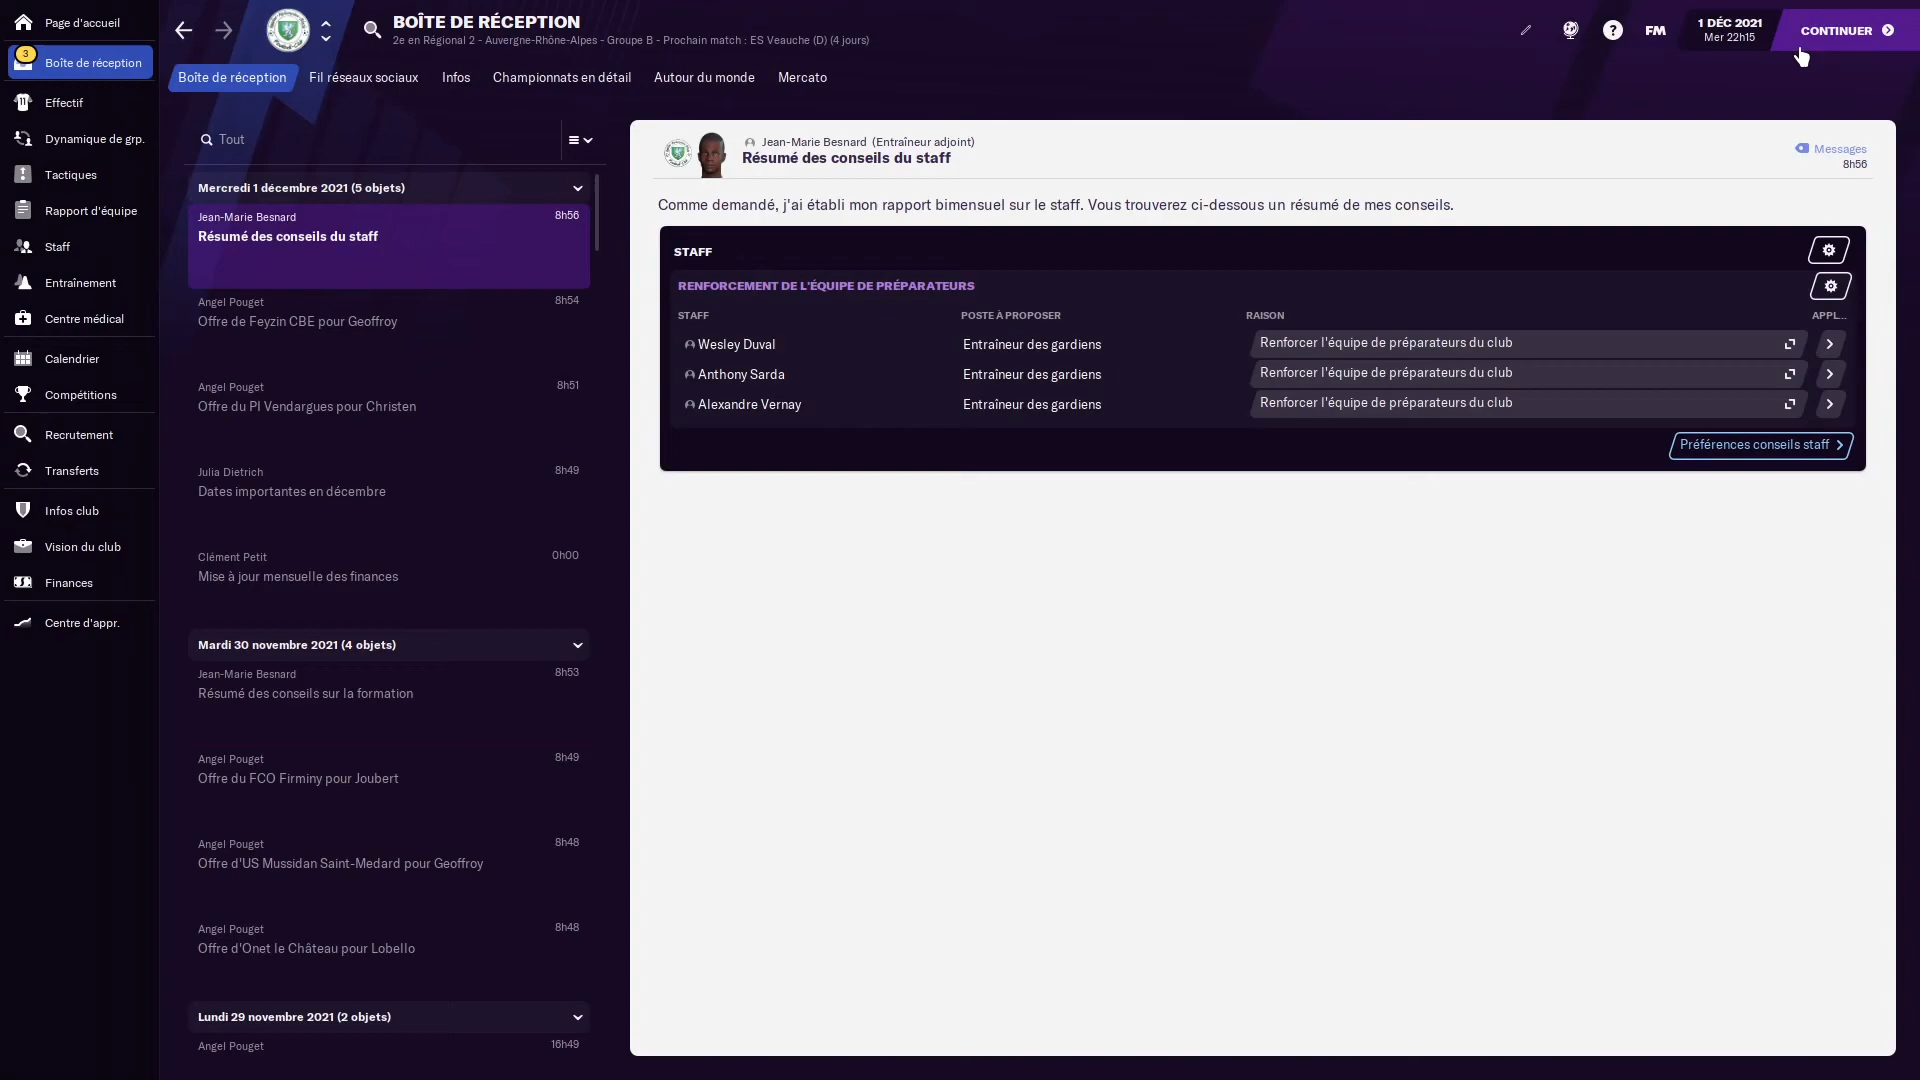 Page d'accueil
3
Boîte de réception
Effectif
Dynamique de grp.
Tactiques
Rapport d'équipe
Staff
Entraînement
Centre médical
Calendrier
Compétitions
Recrutement
Transferts
Infos club
Vision du club
Finances
Centre d'appr.
BOÎTE DE RÉCEPTION
2e en Régional 2 - Auvergne-Rhône-Alpes - Groupe B - Prochain match : ES Veauche (D) (4 jours)
?
FM
1 DÉC 2021
Mer 22h15
CONTINUER
Boîte de réception
Fil réseaux sociaux
Infos
Championnats en détail
Autour du monde
Mercato
Tout
Mercredi 1 décembre 2021 (5 objets)
Jean-Marie Besnard 8h56
Résumé des conseils du staff
Angel Pouget 8h54
Offre de Feyzin CBE pour Geoffroy
Angel Pouget 8h51
Offre du PI Vendargues pour Christen
Julia Dietrich 8h49
Dates importantes en décembre
Clément Petit 0h00
Mise à jour mensuelle des finances
Mardi 30 novembre 2021 (4 objets)
Jean-Marie Besnard 8h53
Résumé des conseils sur la formation
Angel Pouget 8h49
Offre du FCO Firminy pour Joubert
Angel Pouget 8h48
Offre d'US Mussidan Saint-Medard pour Geoffroy
Angel Pouget 8h48
Offre d'Onet le Château pour Lobello
Lundi 29 novembre 2021 (2 objets)
Angel Pouget 16h49
Jean-Marie Besnard (Entraîneur adjoint)
Résumé des conseils du staff
Messages
8h56
Comme demandé, j'ai établi mon rapport bimensuel sur le staff. Vous trouverez ci-dessous un résumé de mes conseils.
STAFF
RENFORCEMENT DE L'ÉQUIPE DE PRÉPARATEURS
STAFF POSTE À PROPOSER RAISON APPL...
Wesley Duval Entraîneur des gardiens Renforcer l'équipe de préparateurs du club
Anthony Sarda Entraîneur des gardiens Renforcer l'équipe de préparateurs du club
Alexandre Vernay Entraîneur des gardiens Renforcer l'équipe de préparateurs du club
Préférences conseils staff